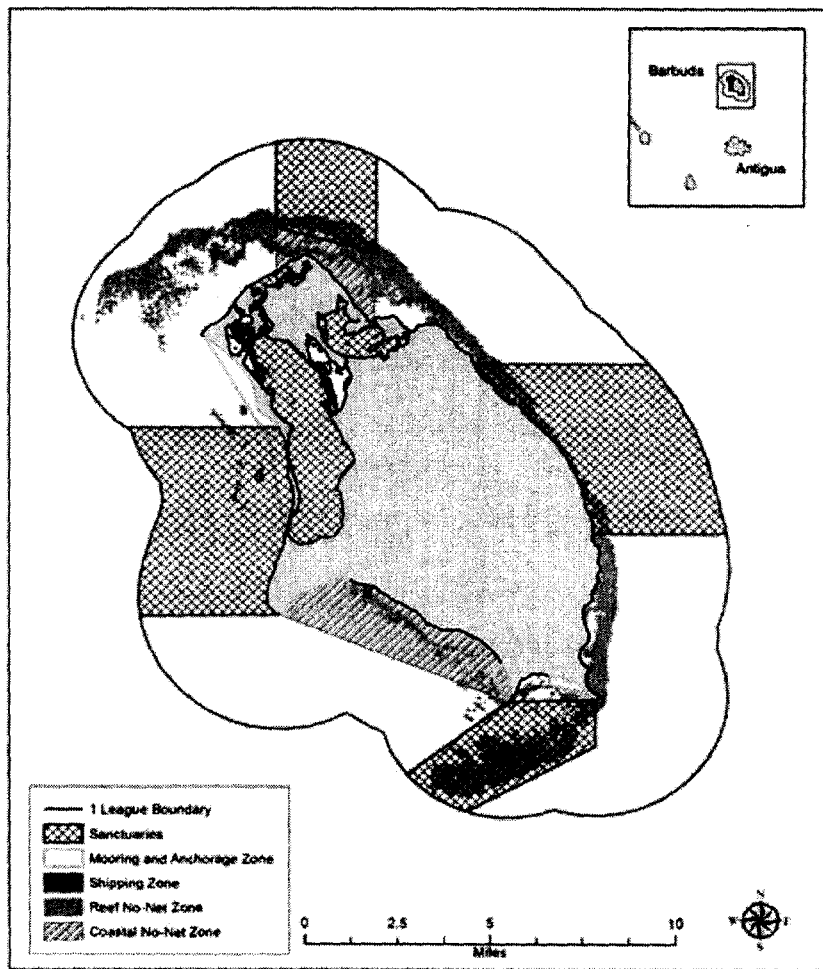 Barbuda
Antigua
1 League Boundary
Sanctuaries
Mooring and Anchorage Zone
Shipping Zone
Reef No-Net Zone
Coastal No-Net Zone
0 2.5 5 10
Miles
N
W E
S